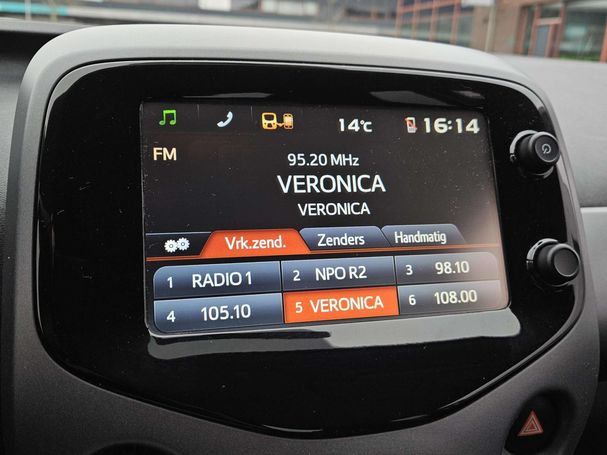 14°C 16:14
FM
95.20 MHz
VERONICA
VERONICA
Vrk.zend. Zenders Handmatig
1 RADIO 1 2 NPO R2 3 98.10
4 105.10 5 VERONICA 6 108.00